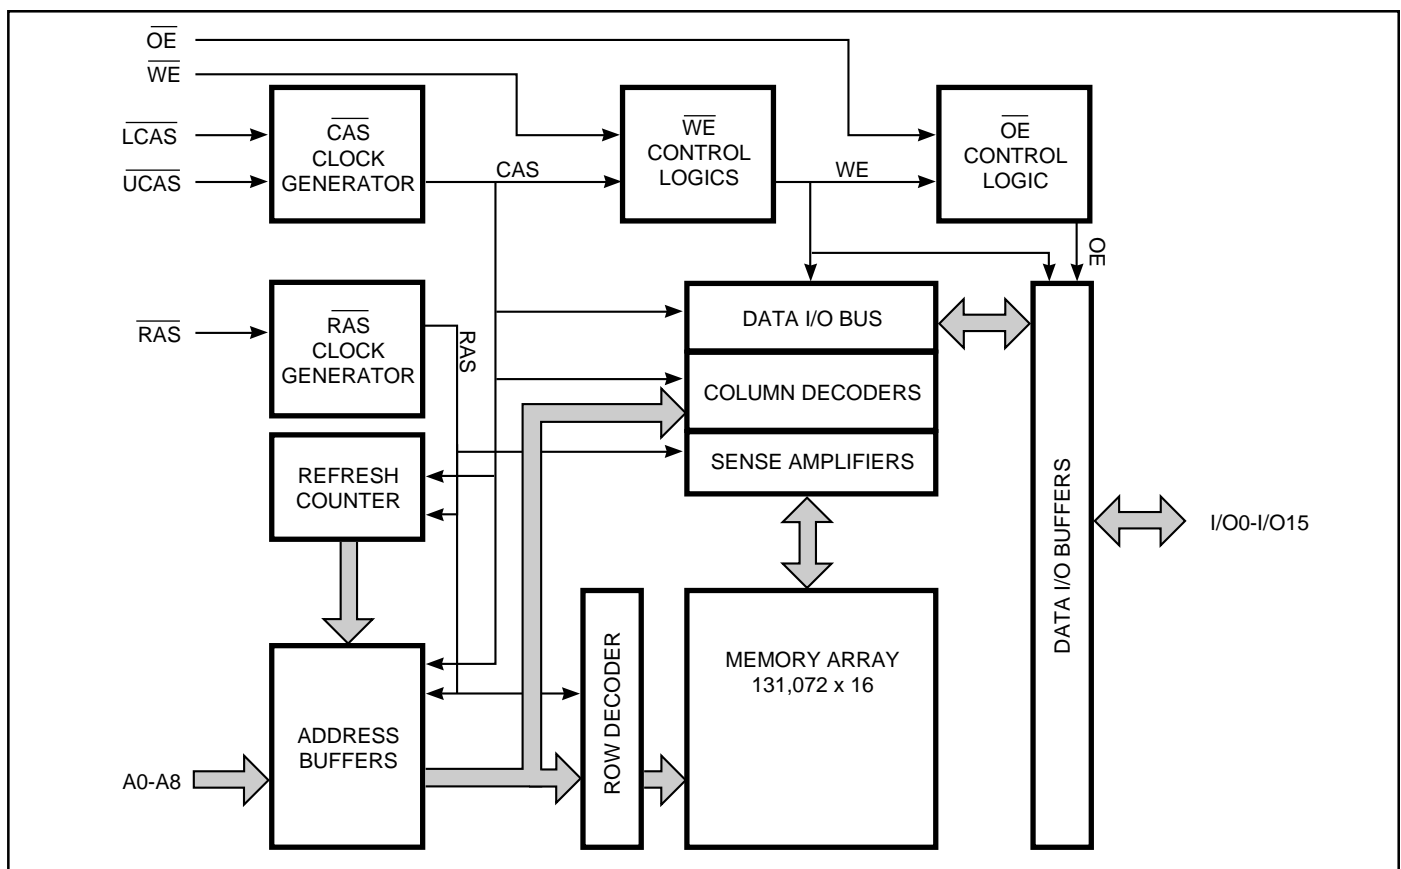 OE
WE
LCAS
UCAS
CAS
CLOCK
GENERATOR
CAS
WE
CONTROL
LOGICS
WE
OE
CONTROL
LOGIC
OE
RAS
RAS
CLOCK
GENERATOR
RAS
DATA I/O BUS
COLUMN DECODERS
SENSE AMPLIFIERS
REFRESH
COUNTER
DATA I/O BUFFERS
I/O0-I/O15
ROW DECODER
MEMORY ARRAY
131,072 x 16
ADDRESS
BUFFERS
A0-A8